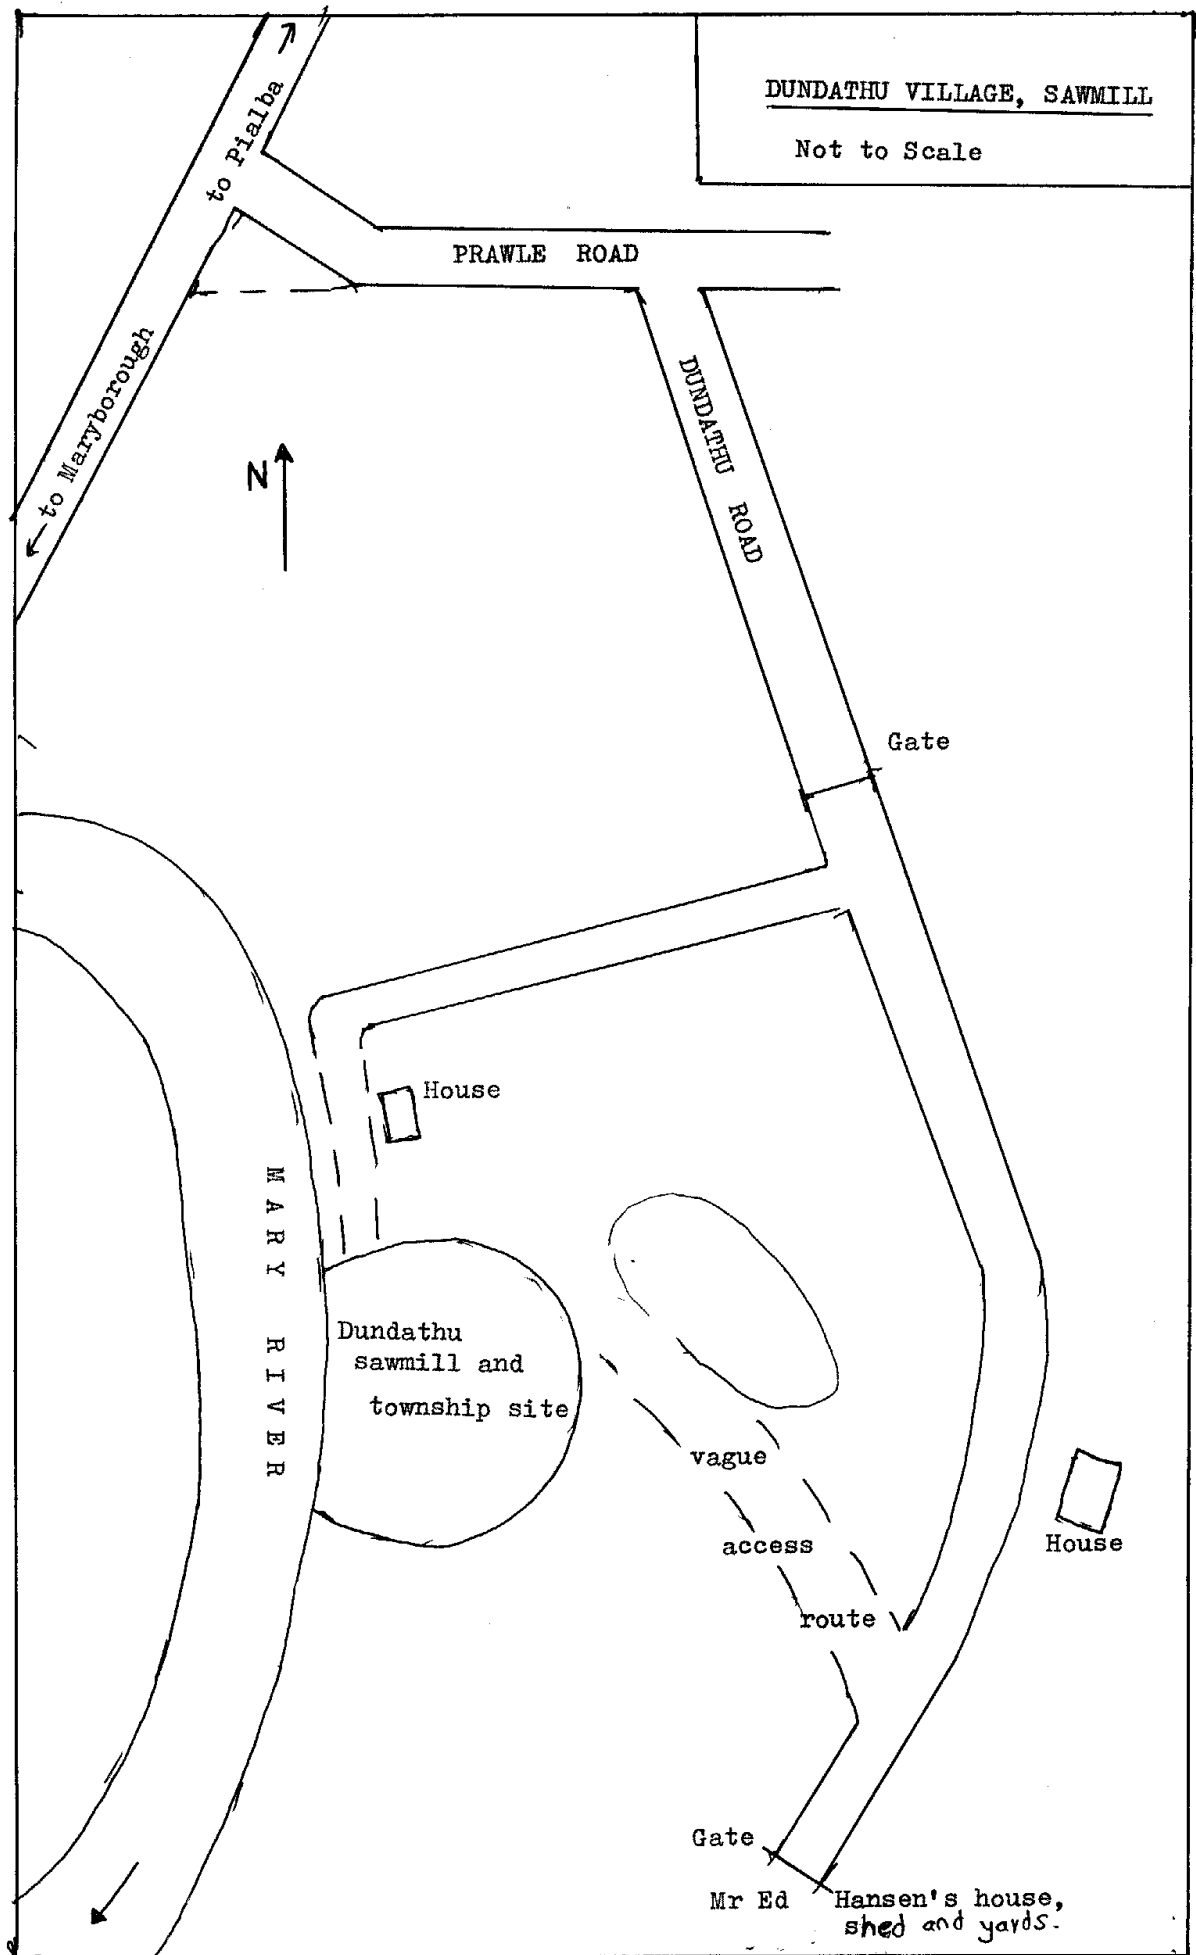 DUNDATHU VILLAGE, SAWMILL
Not to Scale
to Pialba
PRAWLE ROAD
to Maryborough
DUNDATHU ROAD
N
Gate
House
MARY RIVER
Dundathu
sawmill and
township site
vague
access
route
House
Gate
Mr Ed Hansen's house,
shed and yards.